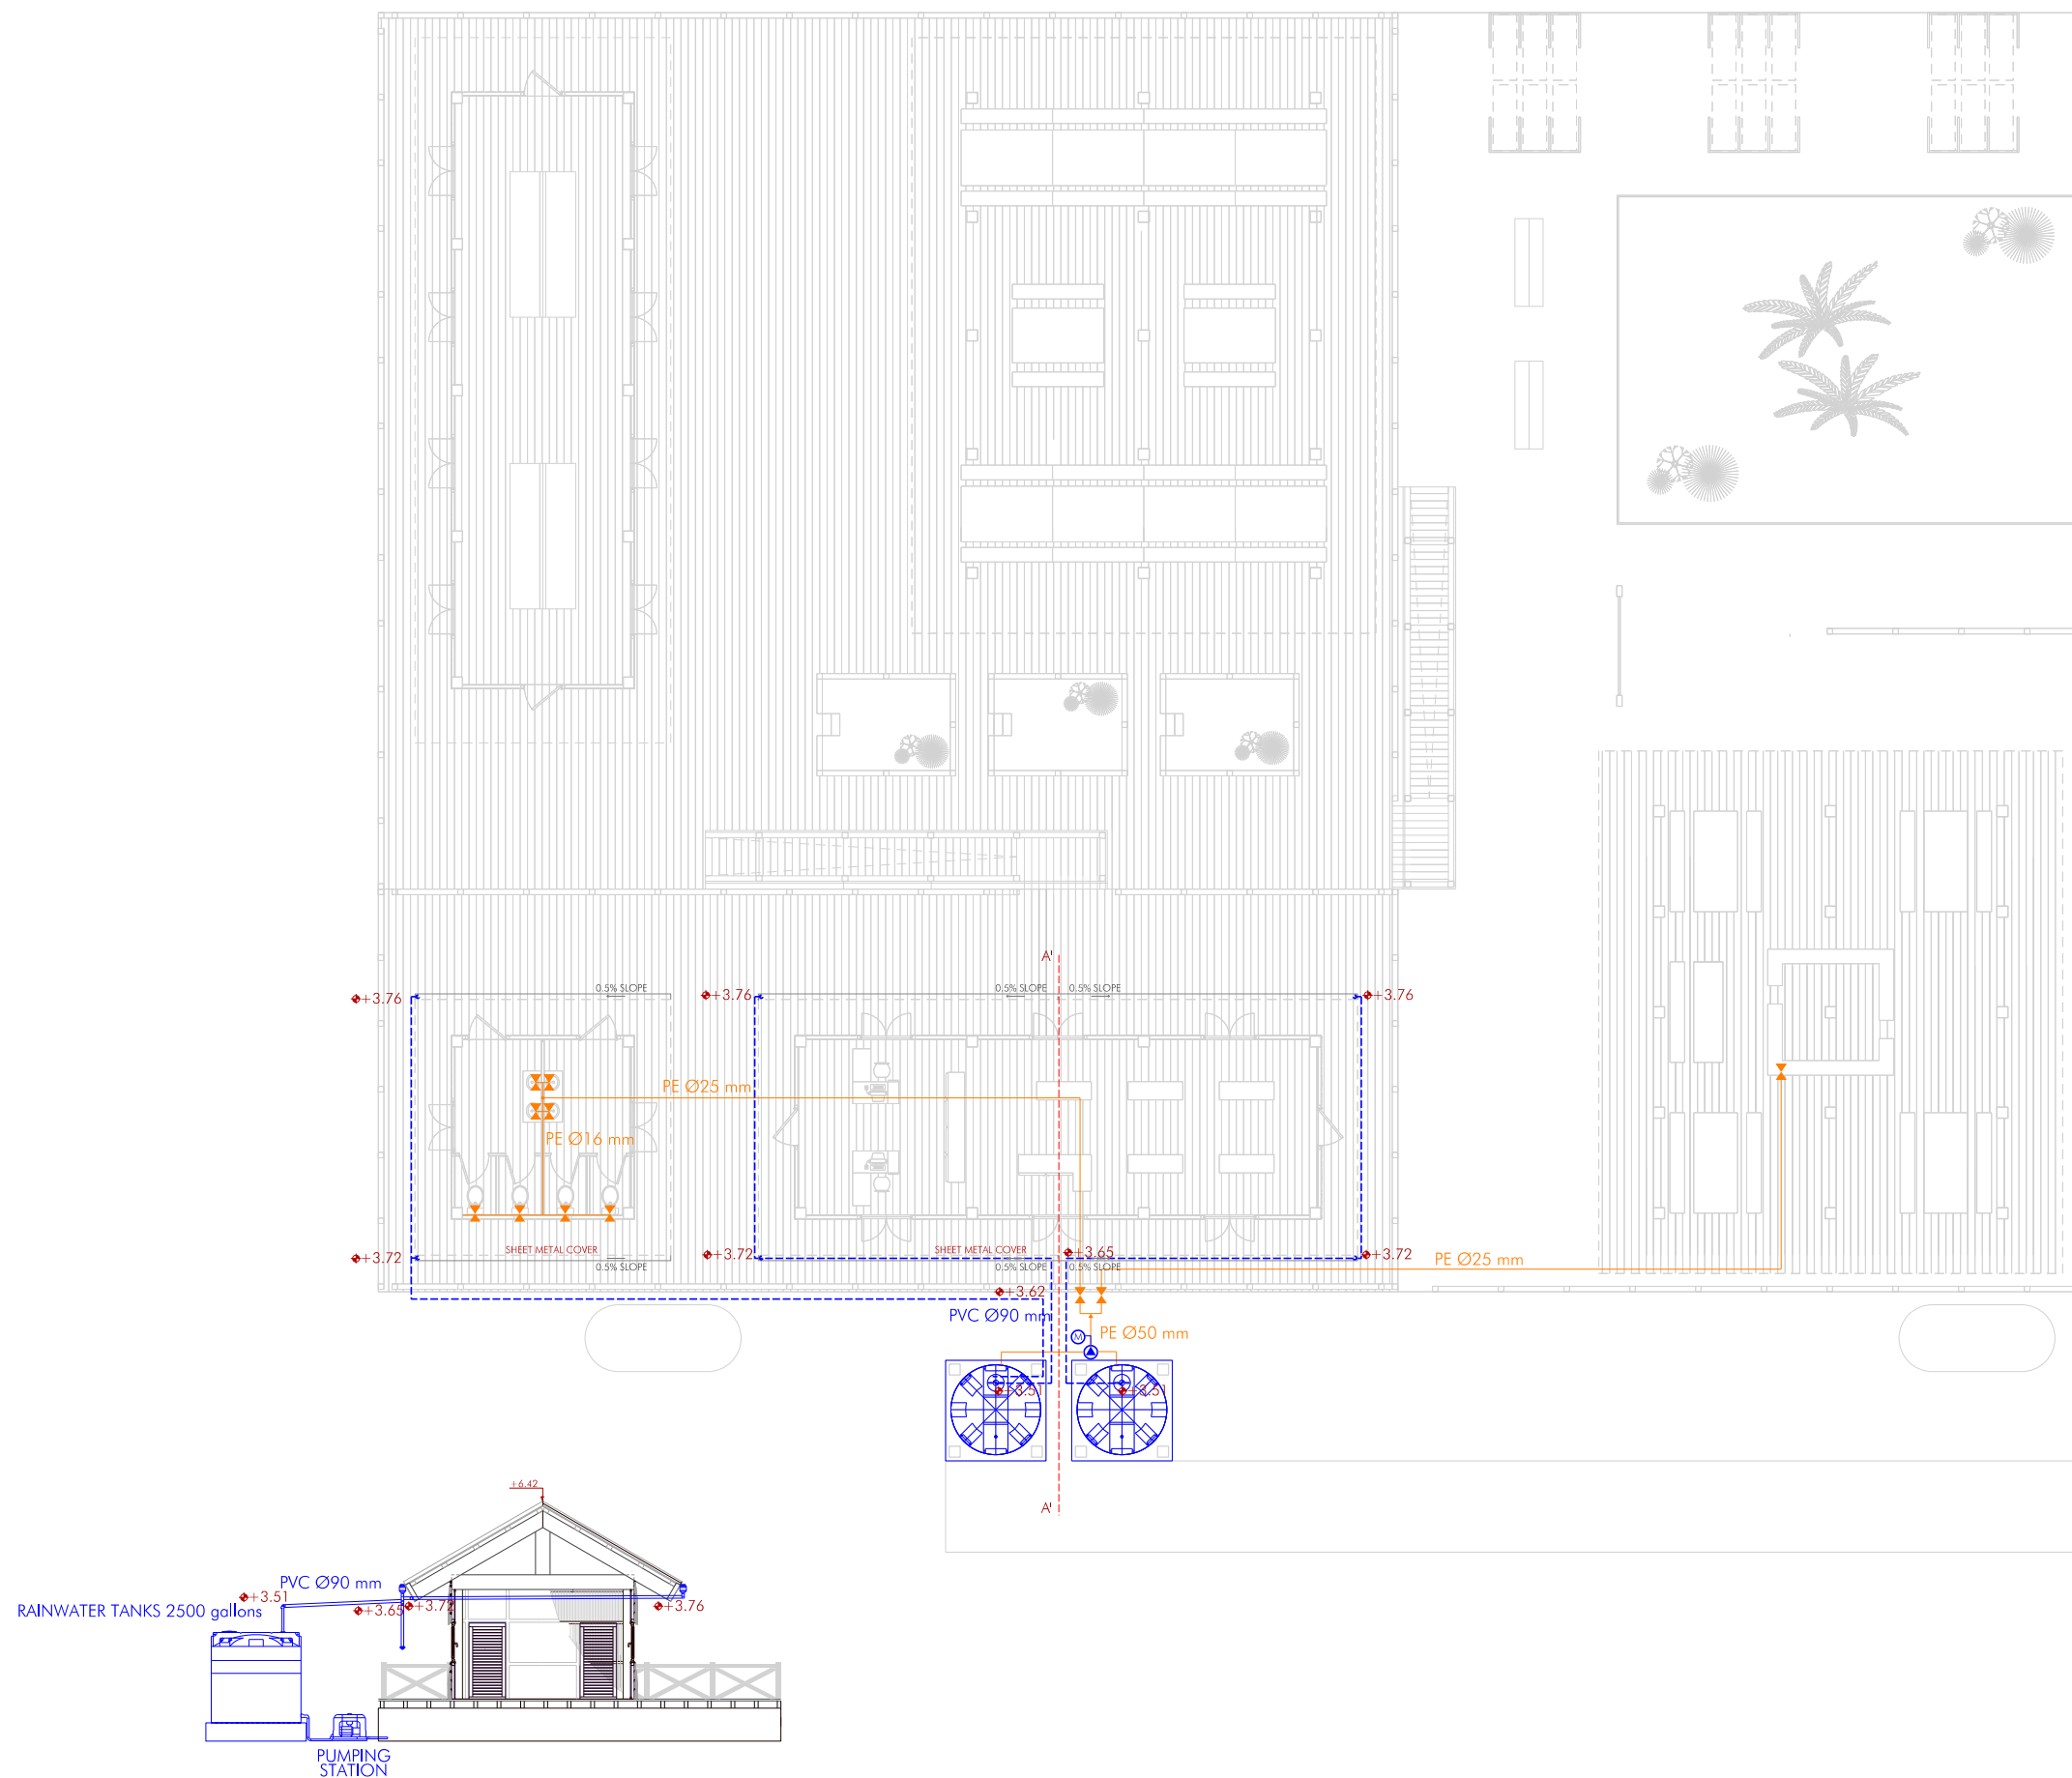 A'
0.5% SLOPE
0.5% SLOPE
0.5% SLOPE
+3.76
+3.76
+3.76
PE Ø25 mm
PE Ø16 mm
SHEET METAL COVER
SHEET METAL COVER
+3.72
+3.72
+3.65
+3.72
PE Ø25 mm
0.5% SLOPE
0.5% SLOPE
0.5% SLOPE
+3.62
PVC Ø90 mm
PE Ø50 mm
M
+3.51
+3.51
A'
+6.42
PVC Ø90 mm
+3.51
RAINWATER TANKS 2500 gallons
+3.65
+3.72
+3.76
PUMPING
STATION